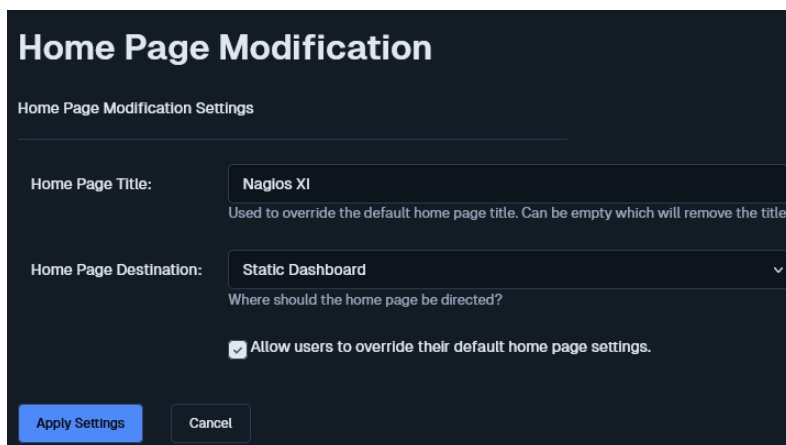 Home Page Modification
Home Page Modification Settings
Home Page Title:
Nagios XI
Used to override the default home page title. Can be empty which will remove the title
Home Page Destination:
Static Dashboard
Where should the home page be directed?
Allow users to override their default home page settings.
Apply Settings
Cancel